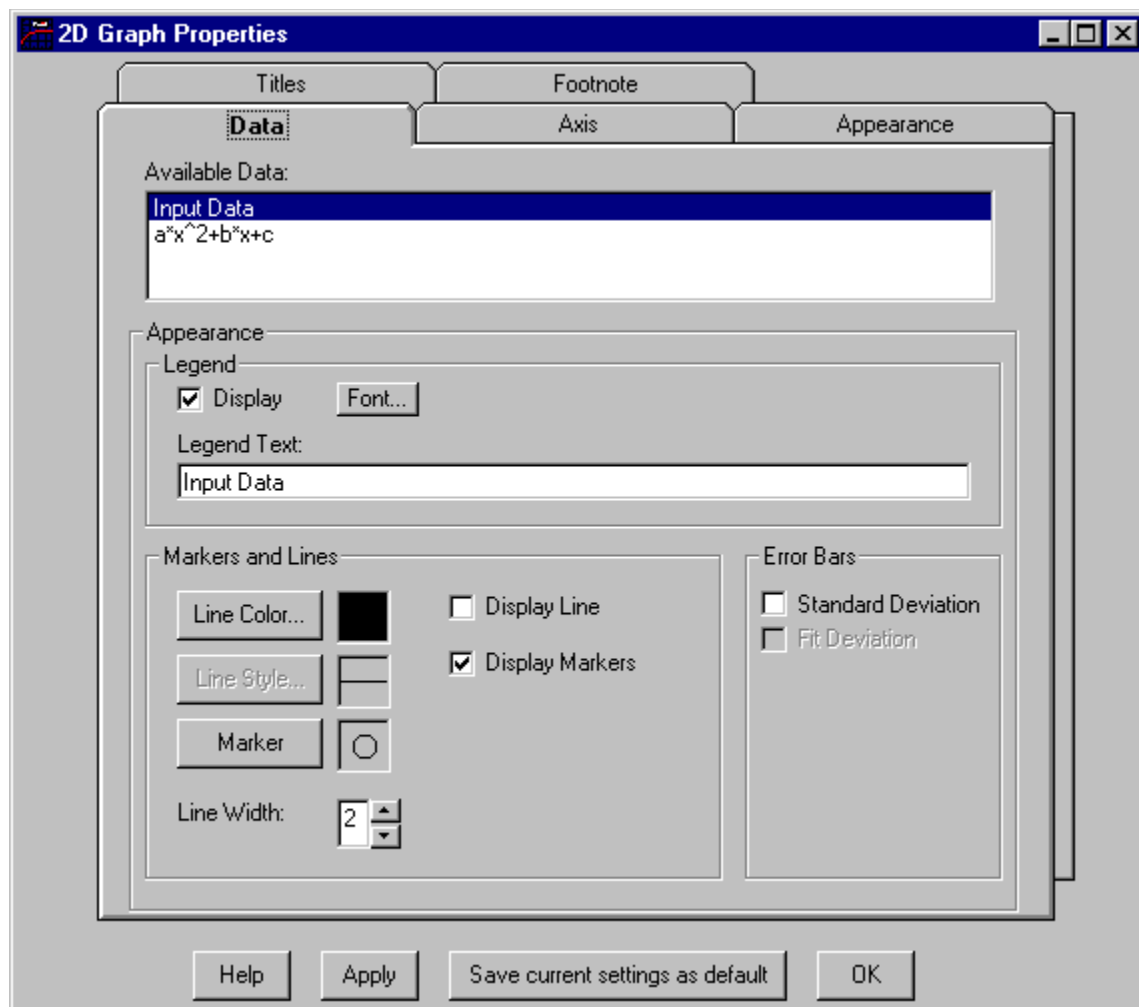 2D Graph Properties
Titles
Footnote
Data
Axis
Appearance
Available Data:
Input Data
a*x^2+b*x+c
Appearance
Legend
Display
Font...
Legend Text:
Input Data
Markers and Lines
Line Color...
Display Line
Line Style...
Display Markers
Marker
Line Width:
2
Error Bars
Standard Deviation
Fit Deviation
Help
Apply
Save current settings as default
OK